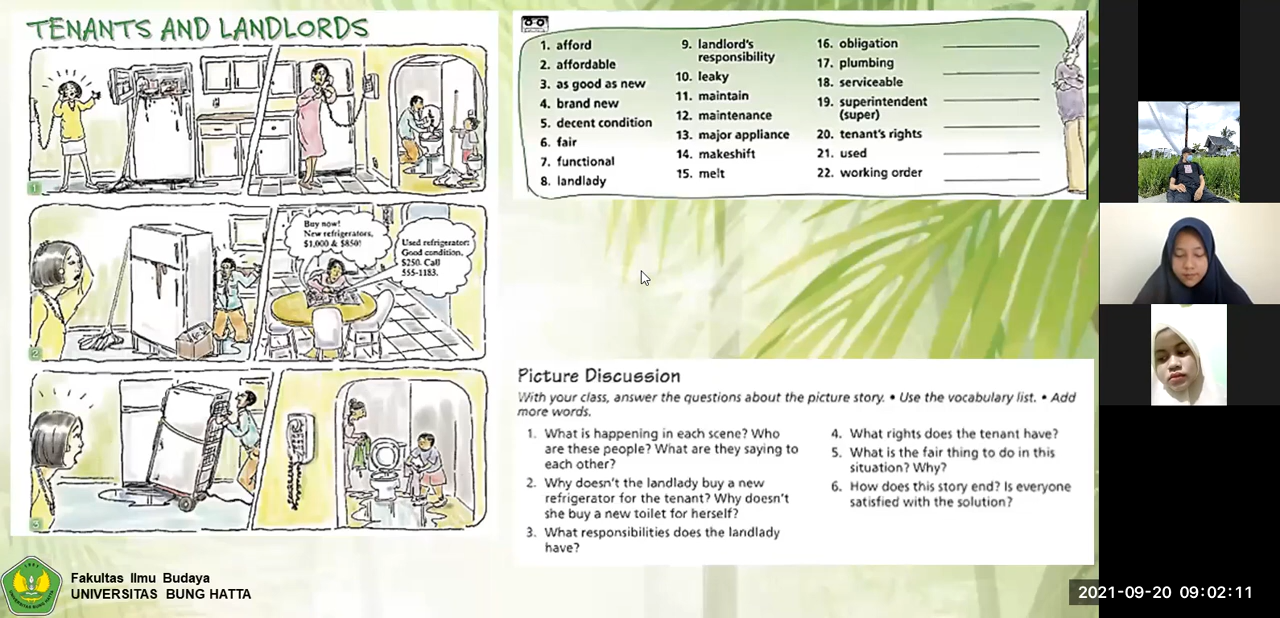 TENANTS AND LANDLORDS
1
Buy now!
New refrigerators,
$1,000 & $850!
Used refrigerator:
Good condition,
$250. Call
555-1183.
2
3
1. afford
2. affordable
3. as good as new
4. brand new
5. decent condition
6. fair
7. functional
8. landlady
9. landlord's
responsibility
10. leaky
11. maintain
12. maintenance
13. major appliance
14. makeshift
15. melt
16. obligation
17. plumbing
18. serviceable
19. superintendent
(super)
20. tenant's rights
21. used
22. working order
Picture Discussion
With your class, answer the questions about the picture story. • Use the vocabulary list. • Add
more words.
1. What is happening in each scene? Who
are these people? What are they saying to
each other?
2. Why doesn't the landlady buy a new
refrigerator for the tenant? Why doesn't
she buy a new toilet for herself?
3. What responsibilities does the landlady
have?
4. What rights does the tenant have?
5. What is the fair thing to do in this
situation? Why?
6. How does this story end? Is everyone
satisfied with the solution?
Fakultas Ilmu Budaya
UNIVERSITAS BUNG HATTA
2021-09-20 09:02:11